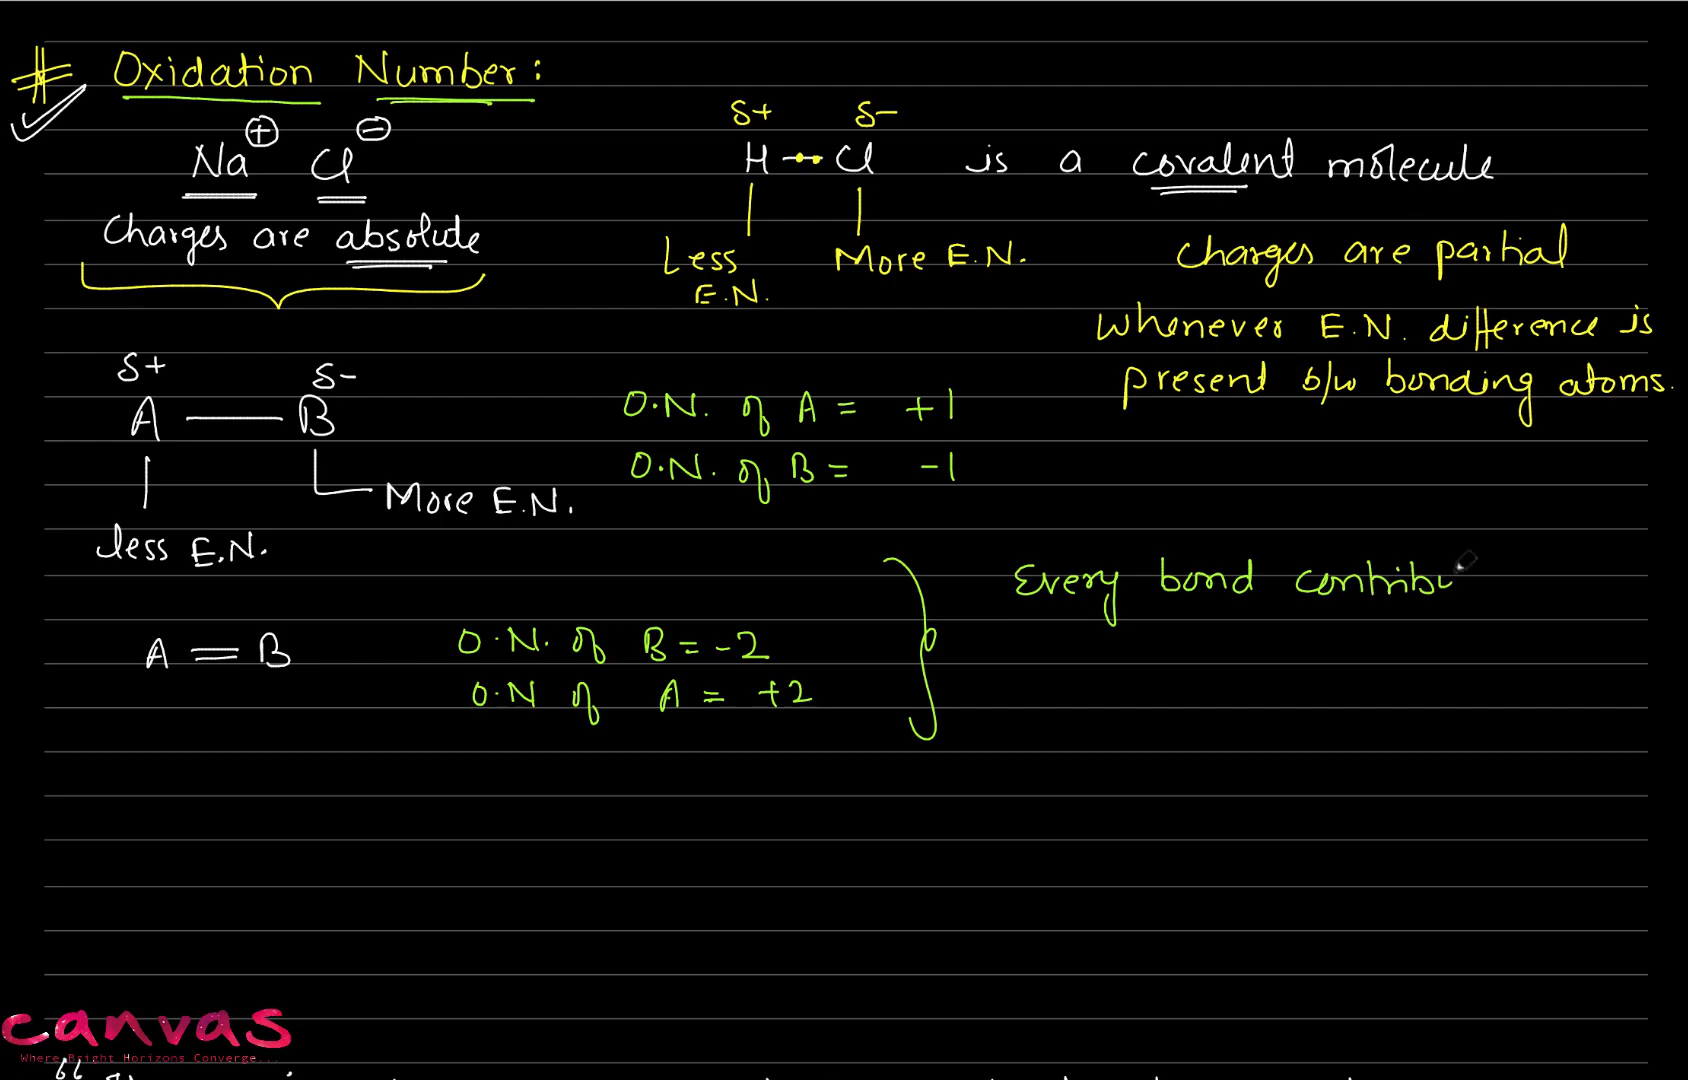 # Oxidation Number:
Na⊕ Cl⊖
Charges are absolute
δ+ δ-
H Cl is a covalent molecule
Less E.N.
More E.N.
Charges are partial
whenever E.N. difference is
present b/w bonding atoms.
δ+ δ-
A — B
less E.N.
More E.N.
O.N. of A = +1
O.N. of B = -1
A = B
O.N. of B = -2
O.N of A = +2
Every bond contribu
canvas
Where Bright Horizons Converge...